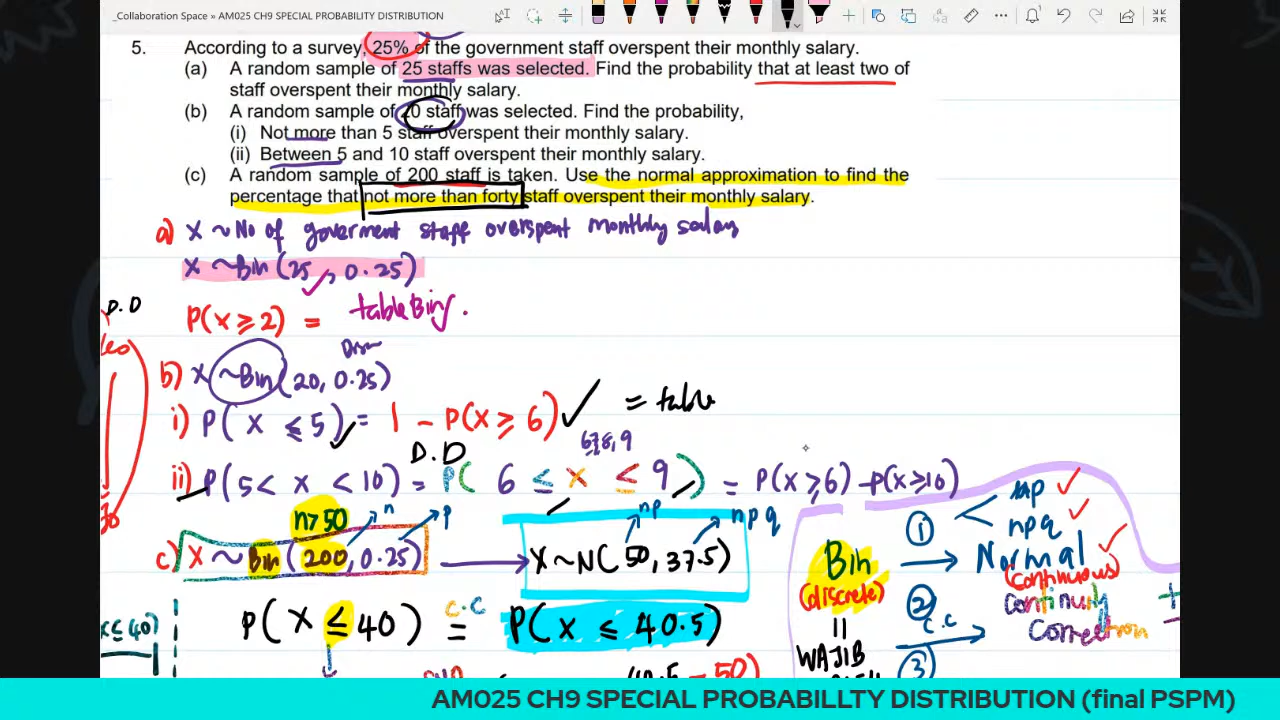 _Collaboration Space » AM025 CH9 SPECIAL PROBABILITY DISTRIBUTION
5. According to a survey, 25% of the government staff overspent their monthly salary.
(a) A random sample of 25 staffs was selected. Find the probability that at least two of
staff overspent their monthly salary.
(b) A random sample of 20 staff was selected. Find the probability,
(i) Not more than 5 staff overspent their monthly salary.
(ii) Between 5 and 10 staff overspent their monthly salary.
(c) A random sample of 200 staff is taken. Use the normal approximation to find the
percentage that not more than forty staff overspent their monthly salary.
a) X ~ No of goverment staff overspent monthly salary
X ~ Bin (25, 0.25)
D.D
P(X ≥ 2) = table Biny.
b) X ~ Bin (20, 0.25)
i) P( X ≤ 5) = 1 - P(X ≥ 6) = table
D.D 6,7,8,9
ii) P(5 < X < 10) = P( 6 ≤ X ≤ 9 ) = P(X ≥ 6) - P(X ≥ 10)
n>50 n p np npq
① np
npq
c) X ~ Bin (200, 0.25) → X ~ N( 50, 37.5)
Bin → Normal
(discrete) (continuous)
② Continuity
c.c Correction
X ≤ 40)
P( X ≤ 40 ) = c.c P( X ≤ 40.5 )
||
WAJIB
③
- 50)
AM025 CH9 SPECIAL PROBABILLTY DISTRIBUTION (final PSPM)